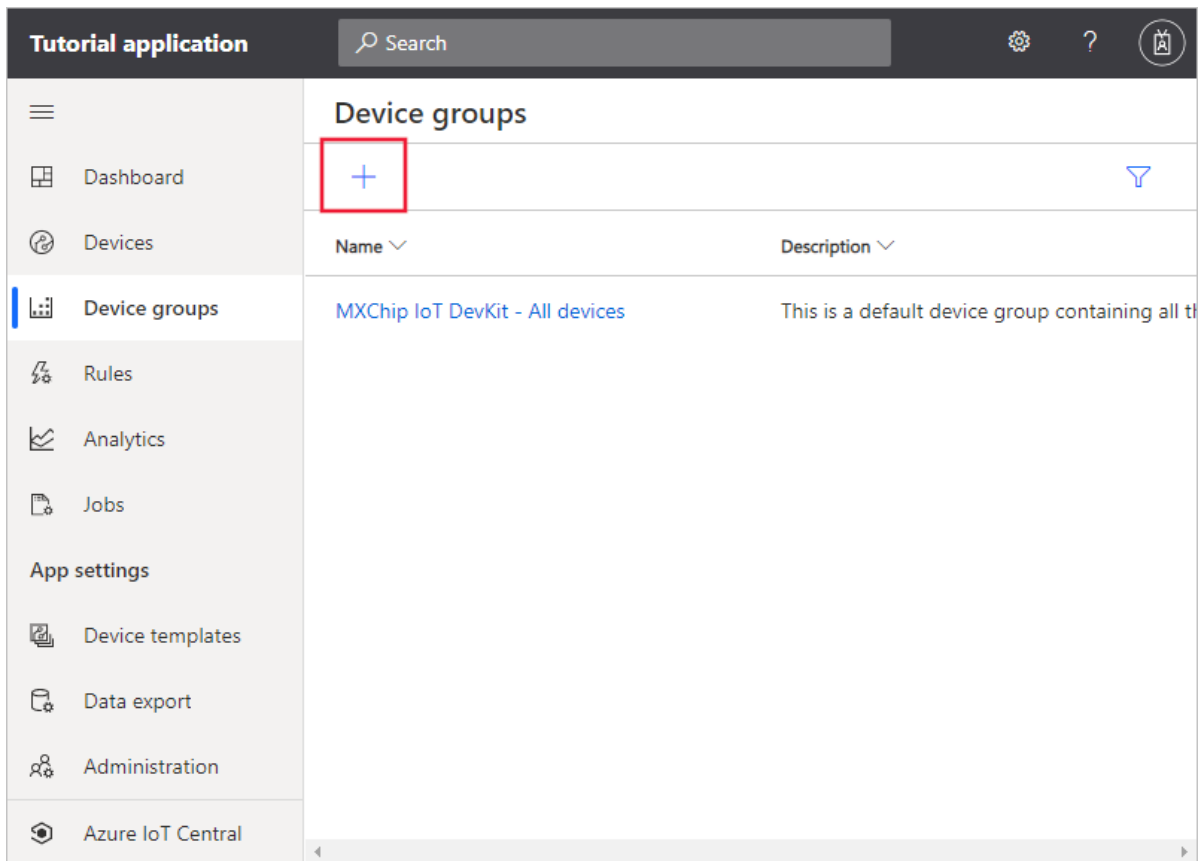 Tutorial application
Search
?
Device groups
Dashboard
Devices
Name
Description
Device groups
MXChip IoT DevKit - All devices
This is a default device group containing all th
Rules
Analytics
Jobs
App settings
Device templates
Data export
Administration
Azure IoT Central